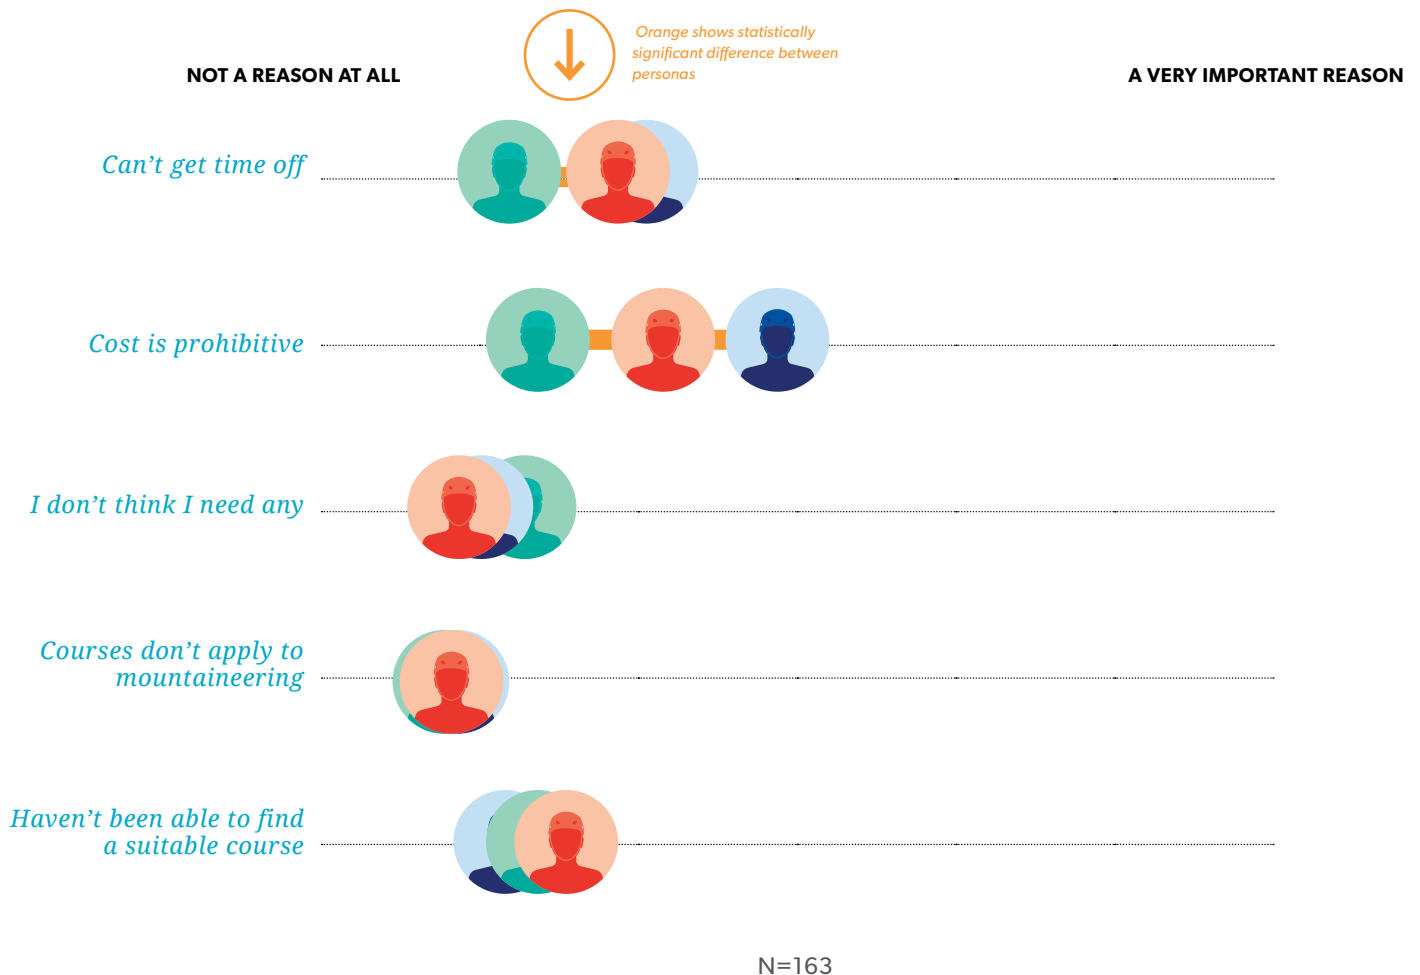 Orange shows statistically
significant difference between
personas
NOT A REASON AT ALL
A VERY IMPORTANT REASON
Can’t get time off
Cost is prohibitive
I don’t think I need any
Courses don’t apply to
mountaineering
Haven’t been able to find
a suitable course
N=163